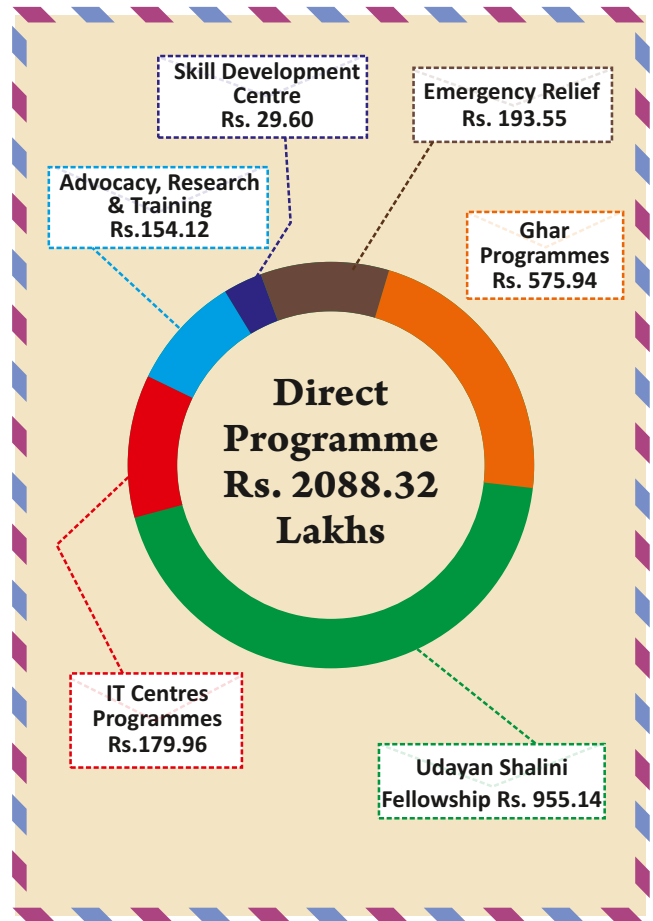 Skill Development
Centre
Rs. 29.60
Emergency Relief
Rs. 193.55
Advocacy, Research
& Training
Rs.154.12
Ghar
Programmes
Rs. 575.94
Direct
Programme
Rs. 2088.32
Lakhs
IT Centres
Programmes
Rs.179.96
Udayan Shalini
Fellowship Rs. 955.14